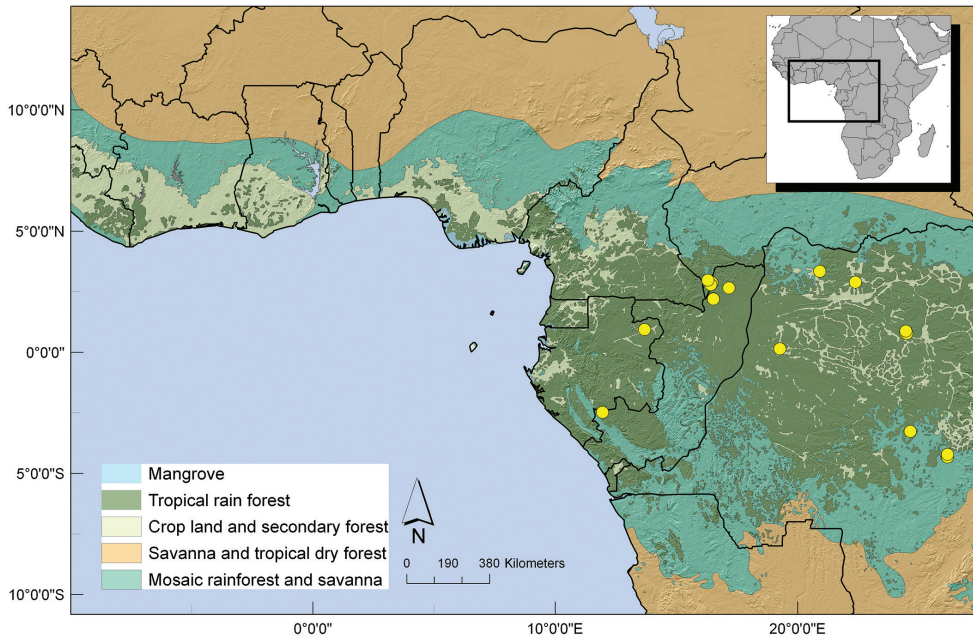 10°0'0"N
5°0'0"N
0°0'0"
5°0'0"S
10°0'0"S
Mangrove
Tropical rain forest
Crop land and secondary forest
Savanna and tropical dry forest
Mosaic rainforest and savanna
N
0 190 380 Kilometers
0°0'0"
10°0'0"E
20°0'0"E